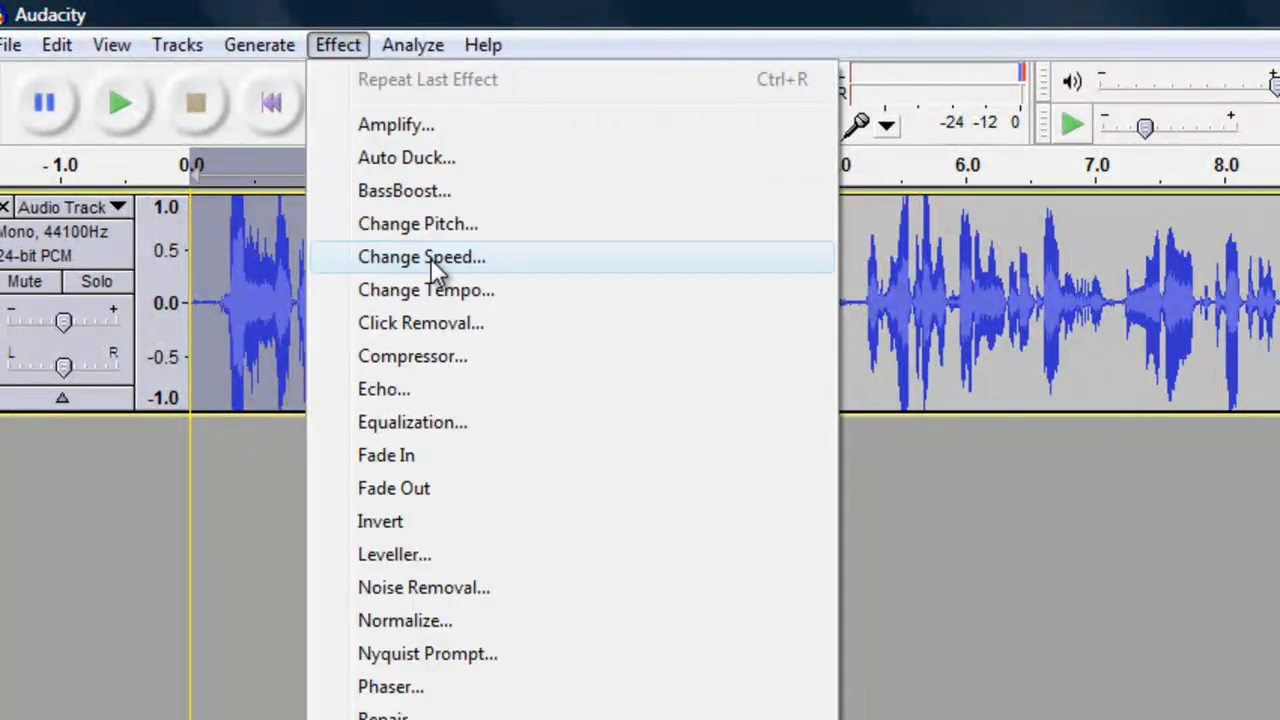 Audacity
File Edit View Tracks Generate Effect Analyze Help
Repeat Last Effect Ctrl+R
Amplify...
Auto Duck...
BassBoost...
Change Pitch...
Change Speed...
Change Tempo...
Click Removal...
Compressor...
Echo...
Equalization...
Fade In
Fade Out
Invert
Leveller...
Noise Removal...
Normalize...
Nyquist Prompt...
Phaser...
Repair
R
-24 -12 0
- +
- +
- 1.0 0.0 0 6.0 7.0 8.0
X Audio Track
Mono, 44100Hz
24-bit PCM
Mute Solo
- +
L R
1.0
0.5
0.0
-0.5
-1.0